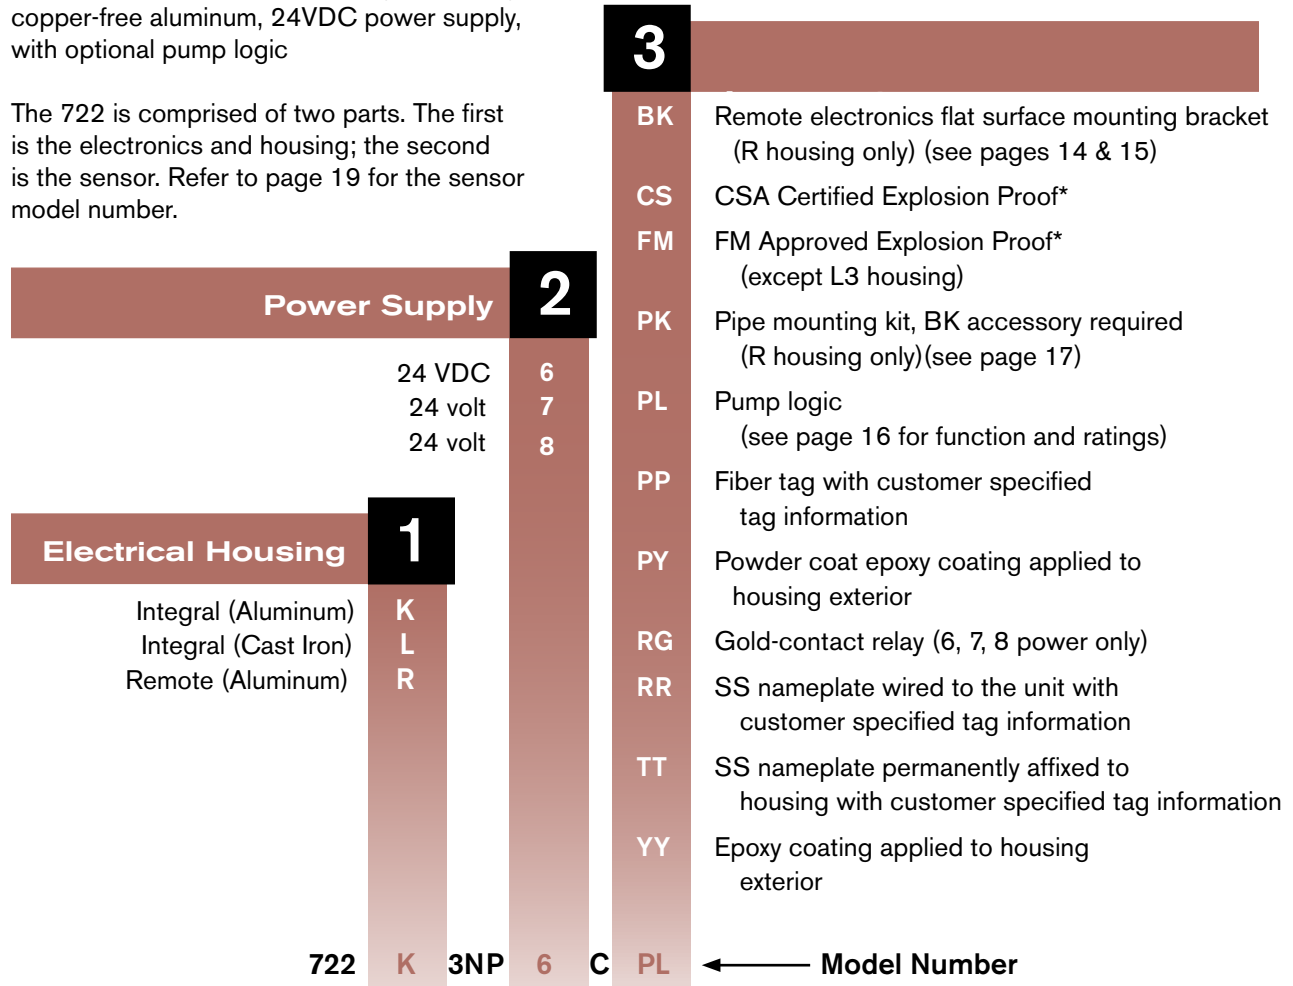 copper-free aluminum, 24VDC power supply,
with optional pump logic
The 722 is comprised of two parts. The first
is the electronics and housing; the second
is the sensor. Refer to page 19 for the sensor
model number.
3
BK Remote electronics flat surface mounting bracket
(R housing only) (see pages 14 & 15)
CS CSA Certified Explosion Proof*
FM FM Approved Explosion Proof*
(except L3 housing)
PK Pipe mounting kit, BK accessory required
(R housing only)(see page 17)
PL Pump logic
(see page 16 for function and ratings)
PP Fiber tag with customer specified
tag information
PY Powder coat epoxy coating applied to
housing exterior
RG Gold-contact relay (6, 7, 8 power only)
RR SS nameplate wired to the unit with
customer specified tag information
TT SS nameplate permanently affixed to
housing with customer specified tag information
YY Epoxy coating applied to housing
exterior
Power Supply 2
24 VDC 6
24 volt 7
24 volt 8
Electrical Housing 1
Integral (Aluminum) K
Integral (Cast Iron) L
Remote (Aluminum) R
722 K 3NP 6 C PL Model Number